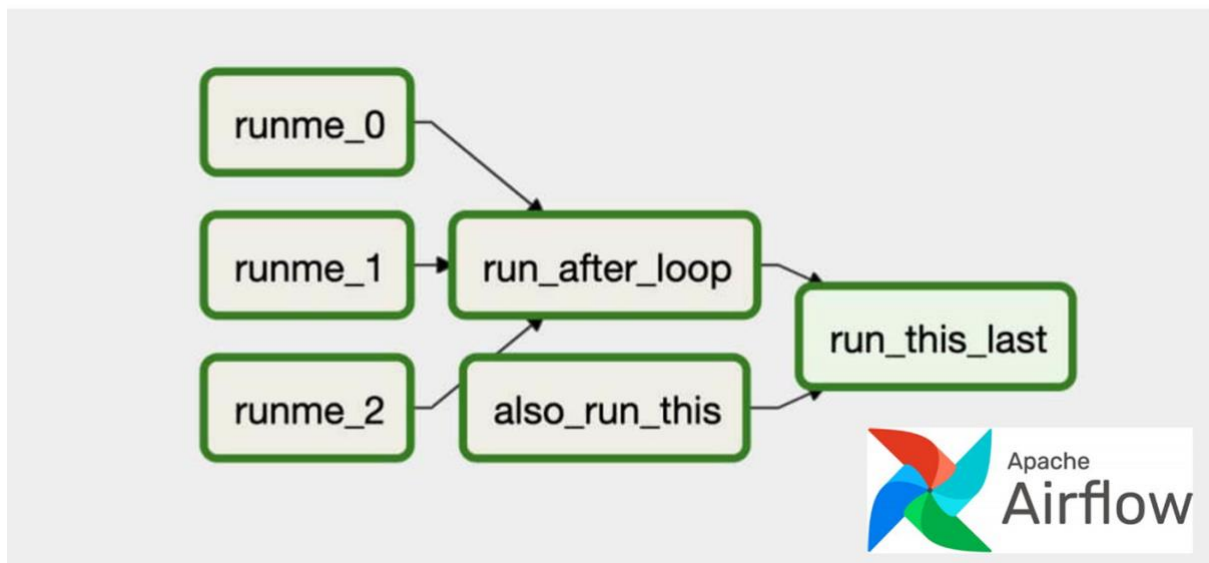 runme_0
runme_1
run_after_loop
run_this_last
runme_2
also_run_this
Apache
Airflow